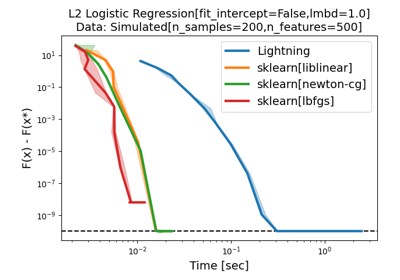 L2 Logistic Regression[fit_intercept=False,lmbd=1.0]
Data: Simulated[n_samples=200,n_features=500]
Lightning
sklearn[liblinear]
sklearn[newton-cg]
sklearn[lbfgs]
F(x) - F(x*)
10¹
10⁻¹
10⁻³
10⁻⁵
10⁻⁷
10⁻⁹
10⁻²
10⁻¹
10⁰
Time [sec]